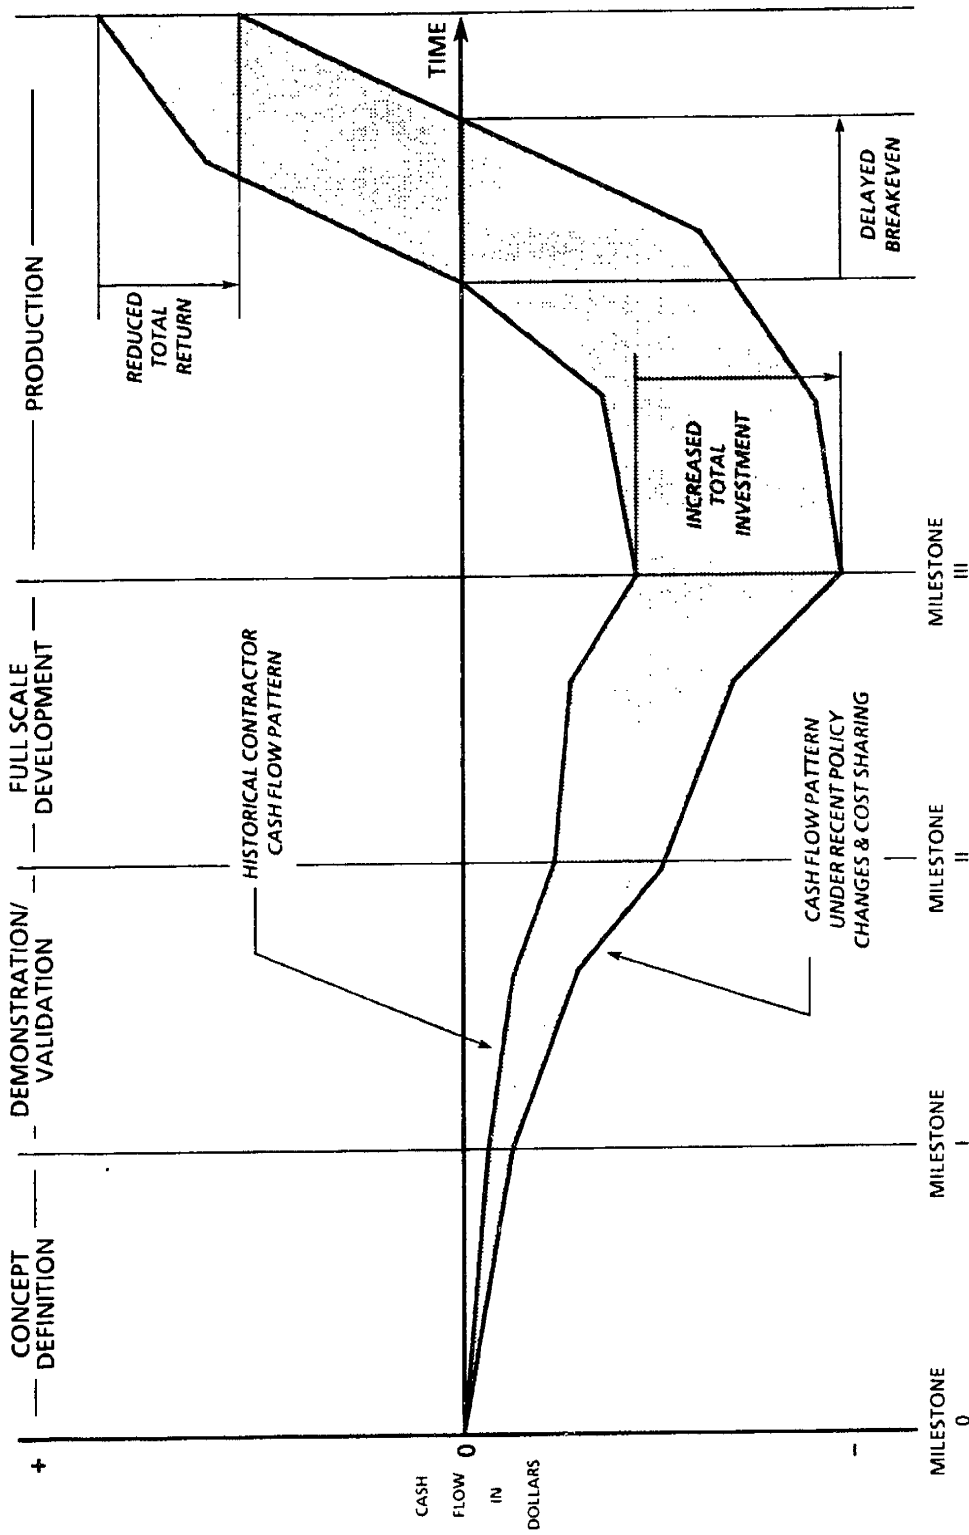 CONCEPT
DEFINITION
DEMONSTRATION/
VALIDATION
FULL SCALE
DEVELOPMENT
PRODUCTION
+
CASH
FLOW
IN
DOLLARS
0
-
HISTORICAL CONTRACTOR
CASH FLOW PATTERN
CASH FLOW PATTERN
UNDER RECENT POLICY
CHANGES & COST SHARING
REDUCED
TOTAL
RETURN
INCREASED
TOTAL
INVESTMENT
DELAYED
BREAKEVEN
TIME
MILESTONE
0
MILESTONE
I
MILESTONE
II
MILESTONE
III